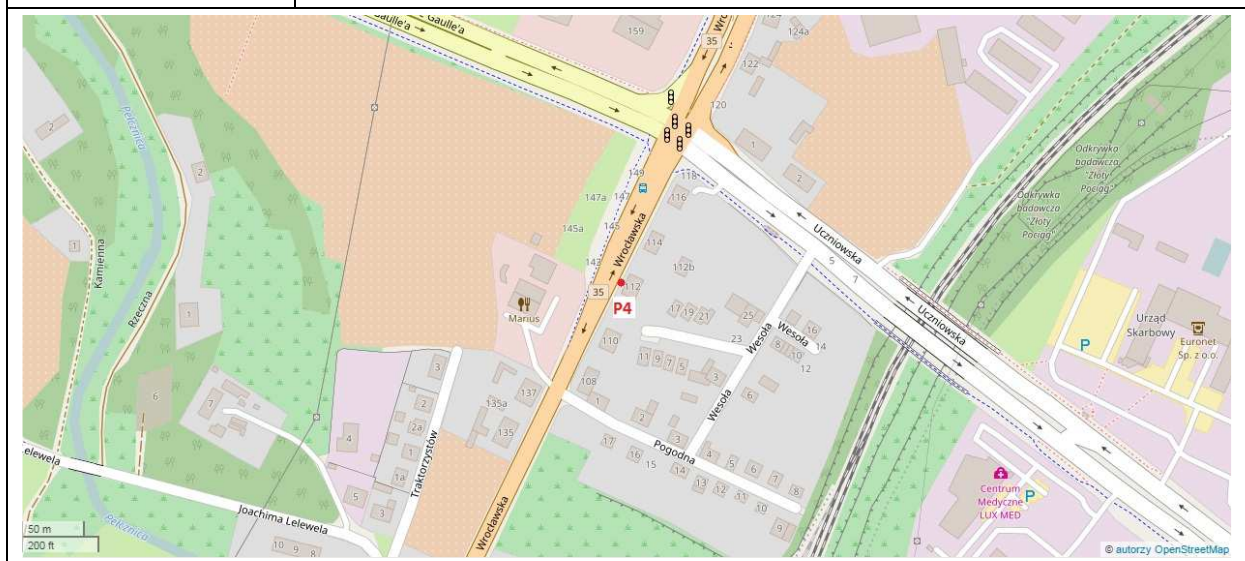 Gaulle'a
e Gaulle'a
159
35
Wroc
124
124a
122
120
1
2
149
118
147a
147
116
145
145a
143
Wrocławska
114
112b
112
P4
35
110
108
Marius
Uczniowska
5
7
Uczniowska
17 19 21
25
23
Wesoła
Wesoła
16
14
8
10
12
11 9 7 5
3
6
Wesoła
Odkrywka
badawcza
"Złoty
Pociąg"
Odkrywka
badawcza
"Złoty
Pociąg"
Urząd
Skarbowy
Euronet
Sp. z o.o.
P
Centrum
Medyczne
LUX MED
P
Pełcznica
2
2
1
1
Kamienna
Rzeczna
6
7
4
5
3
3
2
2a
1
1a
Traktorzystów
135a
137
135
1
2
3
Pogodna
17
16
15
14
13
12
11
4
5
6
7
8
10
9
elewela
Joachima Lelewela
Pełcznica
10 9 8
Wrocławska
50 m
200 ft
© autorzy OpenStreetMap